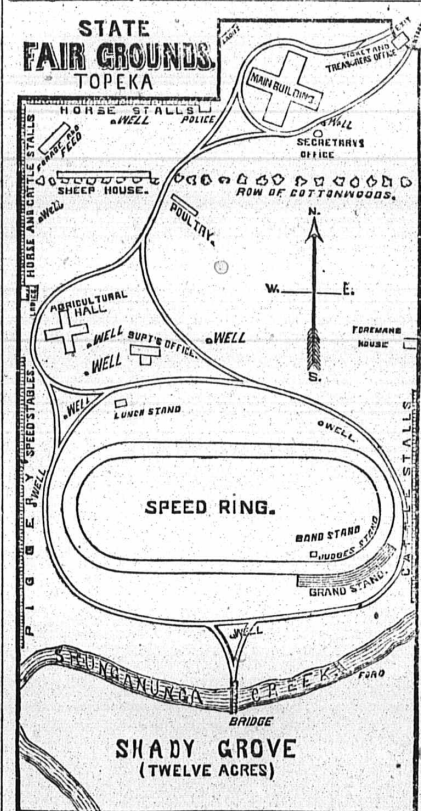 STATE
FAIR GROUNDS.
TOPEKA
LADIES
EXIT
TICKET AND
TREASURERS OFFICE
MAIN BUILDING
HORSE STALLS
WELL
POLICE
WELL
SECRETARYS
OFFICE
HORSE AND CATTLE STALLS
FEED
SHEEP HOUSE.
ROW OF COTTONWOODS.
Well
POULTRY.
N.
W.
E.
S.
LADIES
AGRICULTURAL
HALL
WELL
SUPT'S OFFICE.
WELL
WELL
FOREMANS
HOUSE
SPEED STABLES.
WELL
LUNCH STAND
WELL
CATTLE STALLS
WELL
PIGGERY
SPEED RING.
BAND STAND
JUDGES STAND
GRAND STAND.
WELL
SHUNGANUNGA CREEK
FORD
BRIDGE
SHADY GROVE
(TWELVE ACRES)